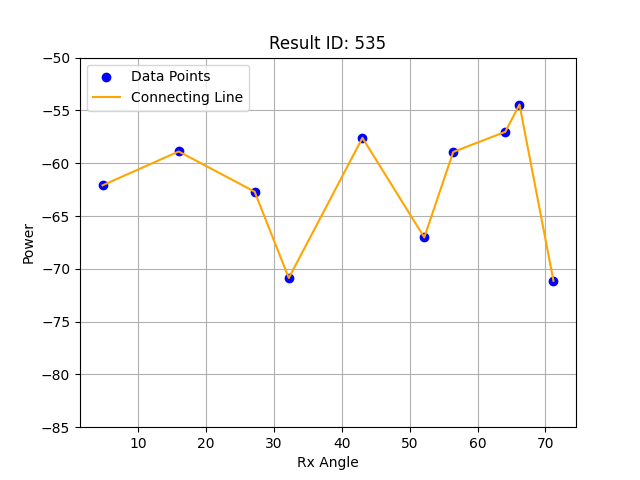 Result ID: 535
Data Points
Connecting Line
−50
−55
−60
−65
−70
−75
−80
−85
Power
10 20 30 40 50 60 70
Rx Angle